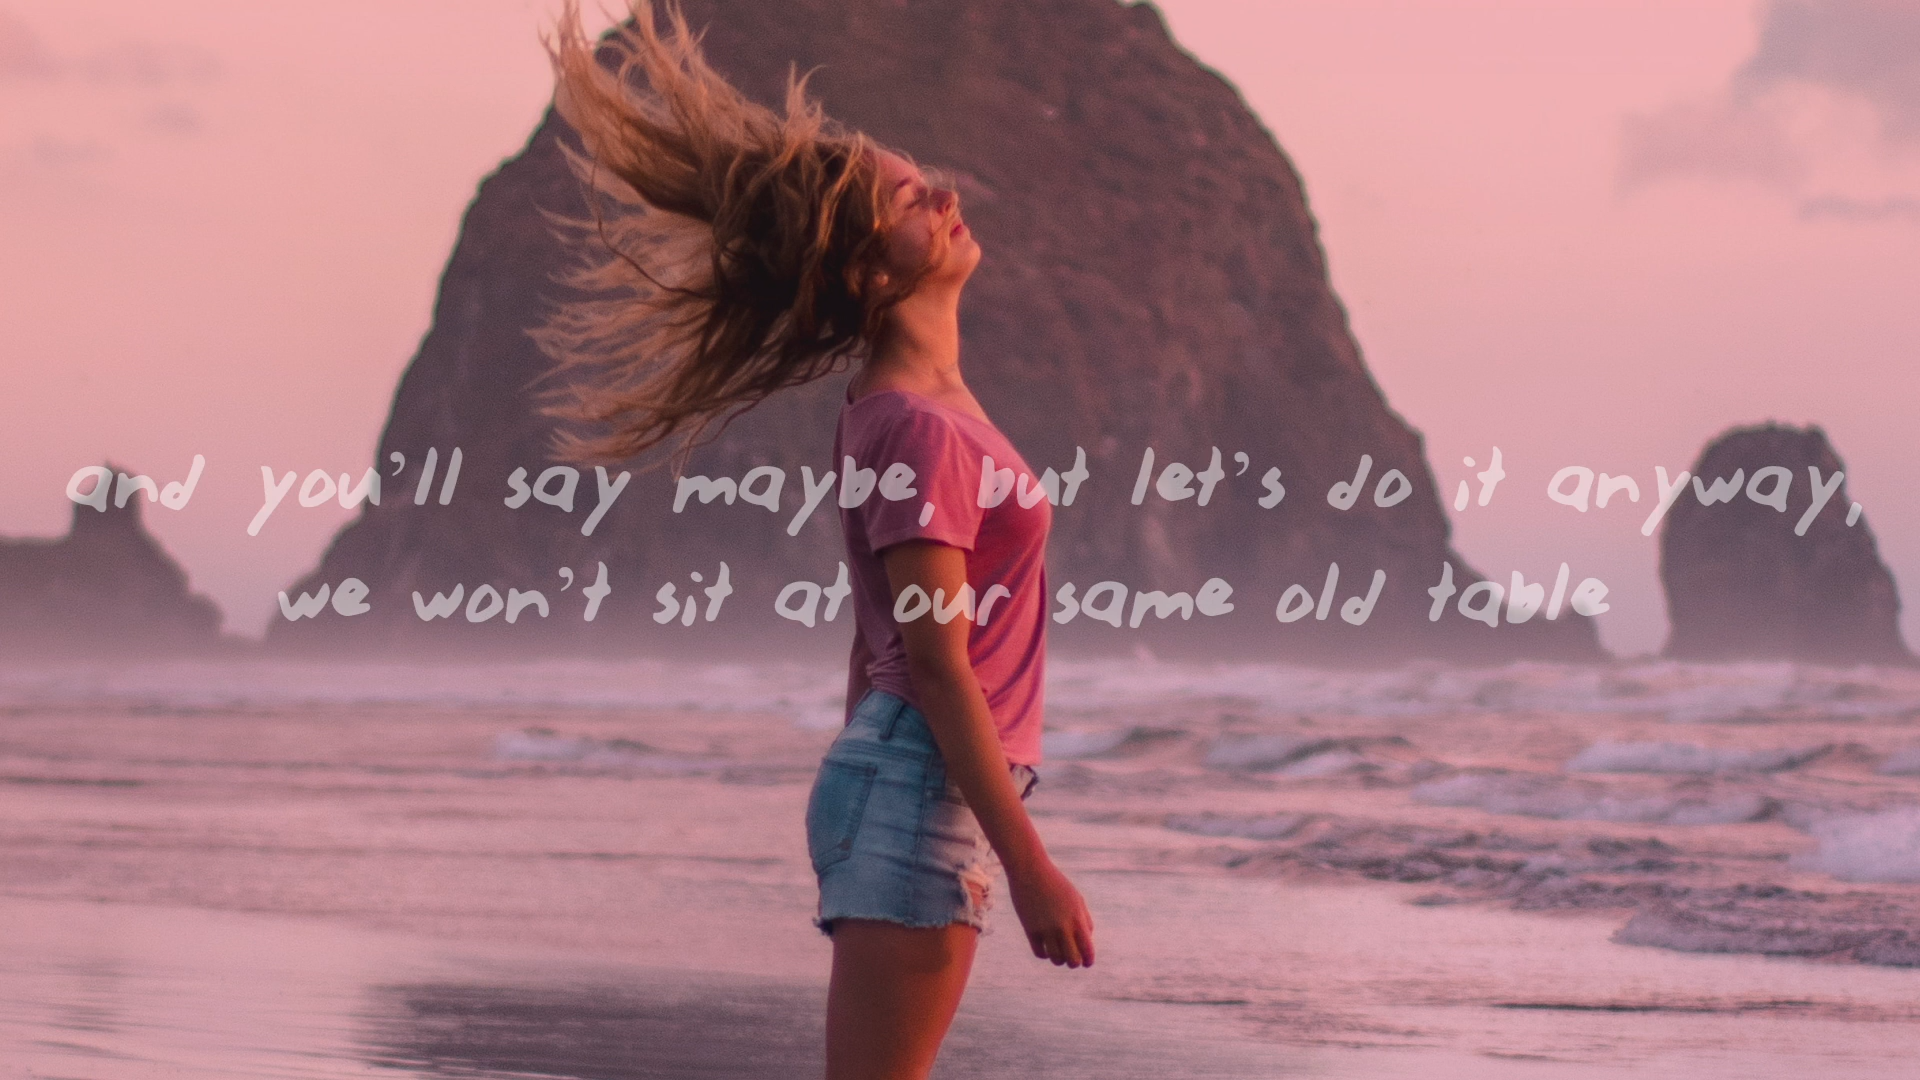 and you'll say maybe, but let's do it anyway,
we won't sit at our same old table